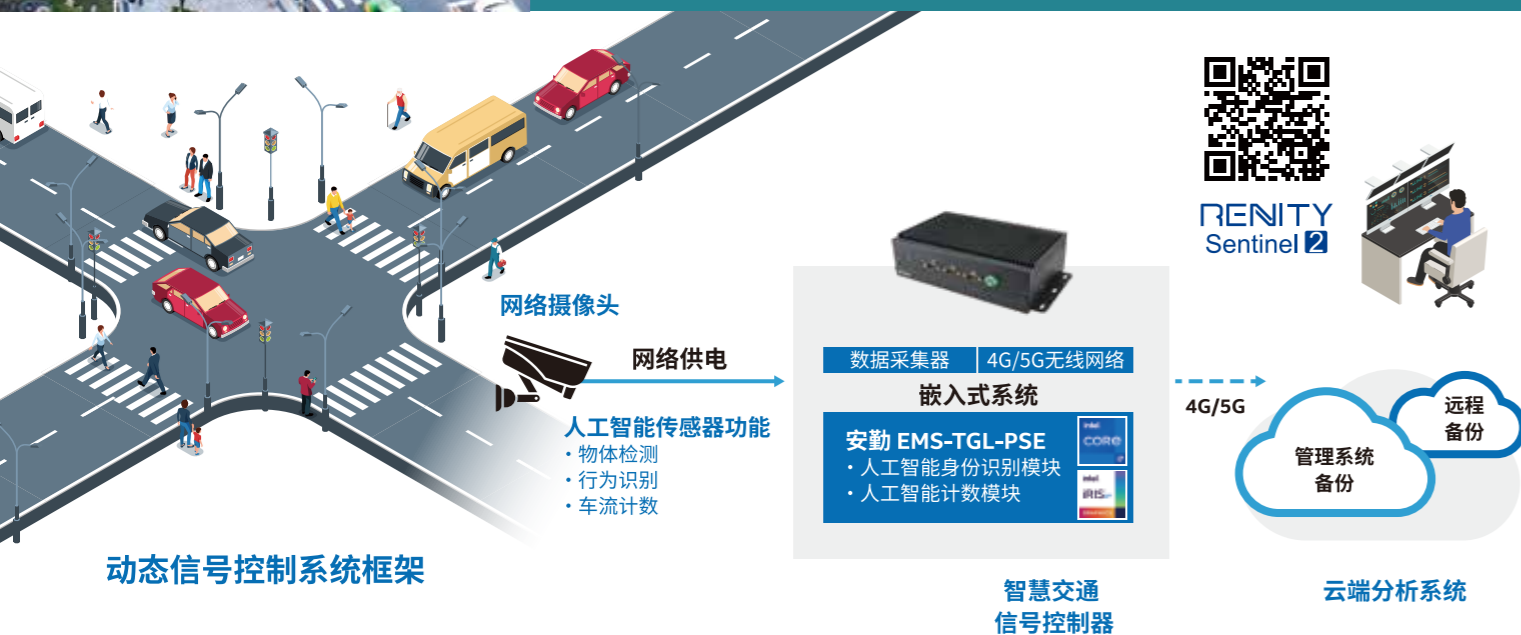 RENITY
Sentinel 2
网络摄像头
网络供电
人工智能传感器功能
・物体检测
・行为识别
・车流计数
数据采集器
4G/5G无线网络
嵌入式系统
安勤 EMS-TGL-PSE
・人工智能身份识别模块
・人工智能计数模块
intel
CORE
intel
iRIS
4G/5G
远程
备份
管理系统
备份
动态信号控制系统框架
智慧交通
信号控制器
云端分析系统